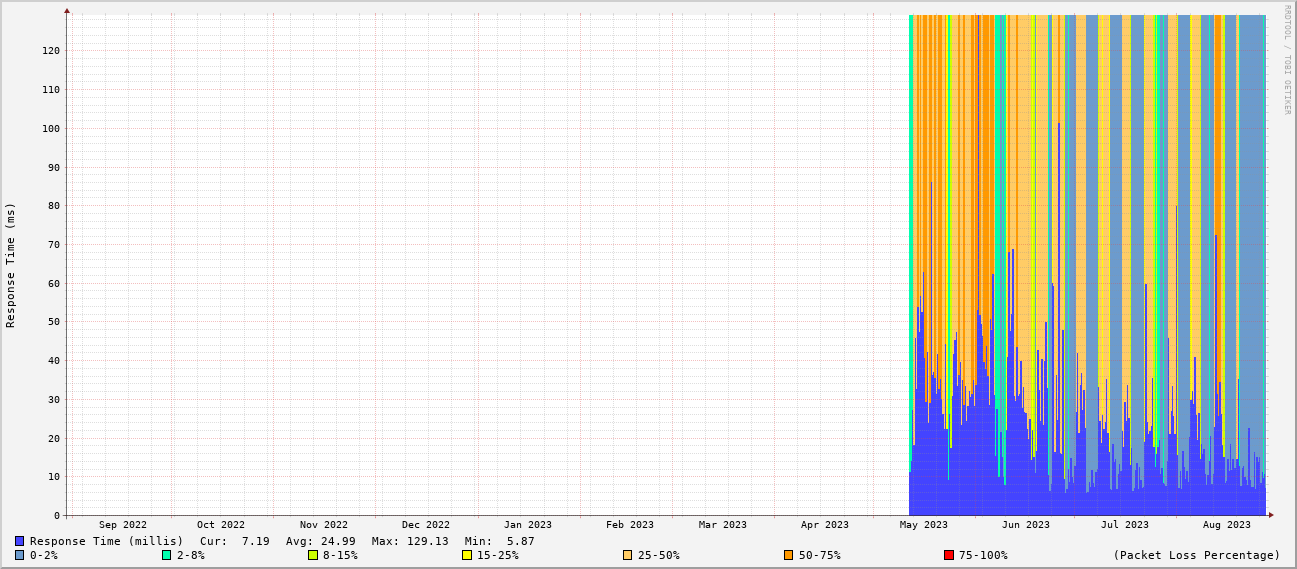 RRDTOOL / TOBI OETIKER
Response Time (ms)
120
110
100
90
80
70
60
50
40
30
20
10
0
Sep 2022 Oct 2022 Nov 2022 Dec 2022 Jan 2023 Feb 2023 Mar 2023 Apr 2023 May 2023 Jun 2023 Jul 2023 Aug 2023
Response Time (millis) Cur: 7.19 Avg: 24.99 Max: 129.13 Min: 5.87
0-2% 2-8% 8-15% 15-25% 25-50% 50-75% 75-100% (Packet Loss Percentage)